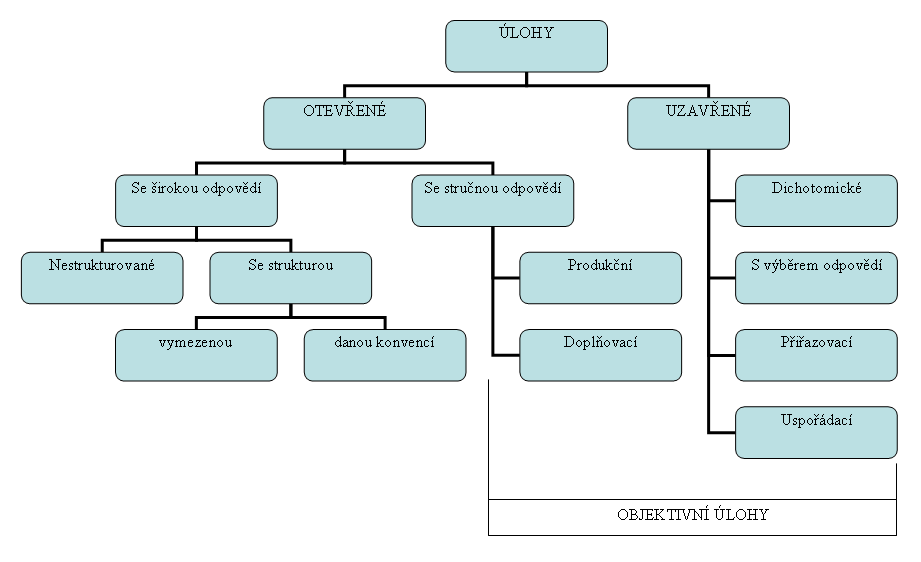 ÚLOHY
OTEVŘENÉ
UZAVŘENÉ
Se širokou odpovědí
Se stručnou odpovědí
Dichotomické
Nestrukturované
Se strukturou
Produkční
S výběrem odpovědí
vymezenou
danou konvencí
Doplňovací
Přiřazovací
Uspořádací
OBJEKTIVNÍ ÚLOHY